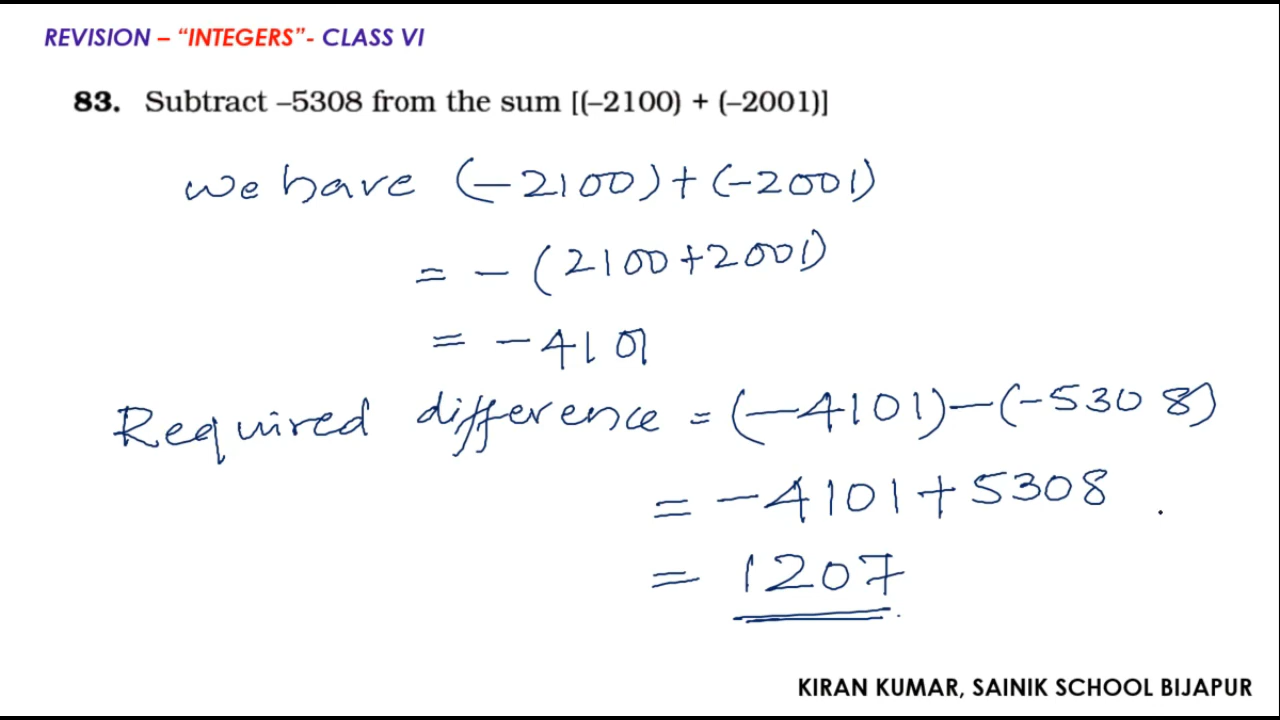 REVISION – “INTEGERS”- CLASS VI
83. Subtract –5308 from the sum [(–2100) + (–2001)]
we have (-2100)+(-2001)
= -(2100+2001)
= -4101
Required difference = (-4101)-(-5308)
= -4101+5308
= 1207
KIRAN KUMAR, SAINIK SCHOOL BIJAPUR